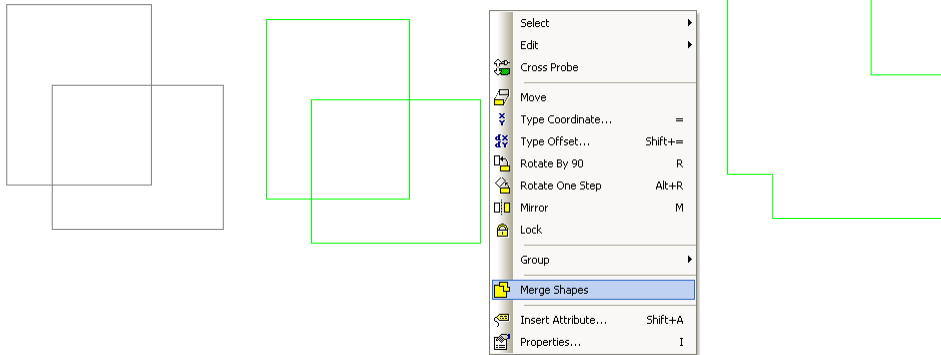 Select
Edit
Cross Probe
Move
Type Coordinate... =
Type Offset... Shift+=
Rotate By 90 R
Rotate One Step Alt+R
Mirror M
Lock
Group
Merge Shapes
Insert Attribute... Shift+A
Properties... I